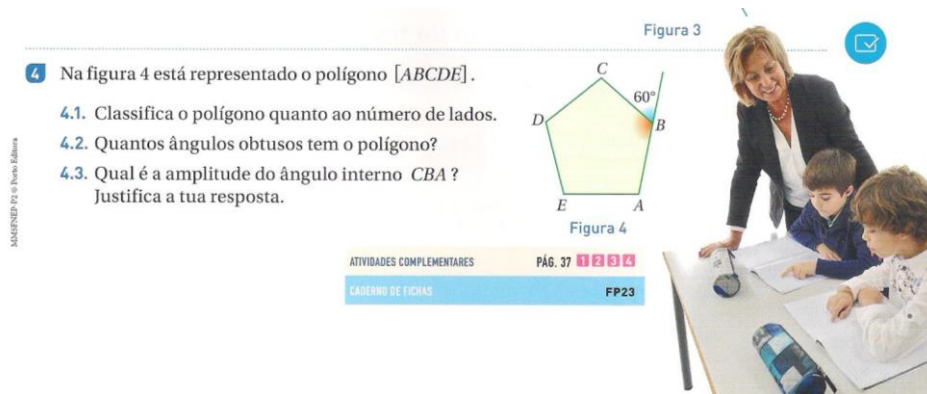 Figura 3
4 Na figura 4 está representado o polígono [ABCDE].
4.1. Classifica o polígono quanto ao número de lados.
4.2. Quantos ângulos obtusos tem o polígono?
4.3. Qual é a amplitude do ângulo interno CBA?
Justifica a tua resposta.
C
60°
D
B
E
A
Figura 4
ATIVIDADES COMPLEMENTARES PÁG. 37 1 2 3 4
CADERNO DE FICHAS FP23
MMSFNEP-P2 © Porto Editora